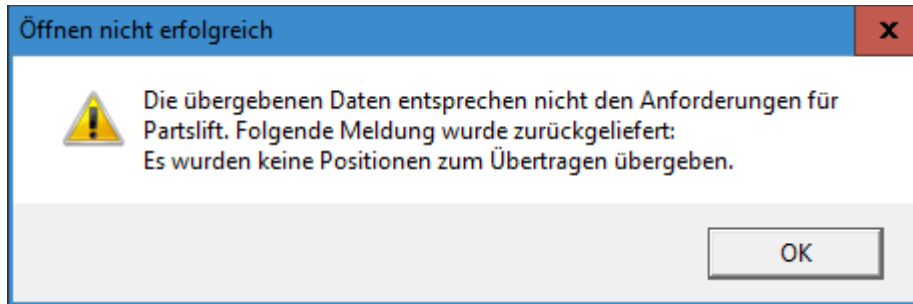 Öffnen nicht erfolgreich
x
Die übergebenen Daten entsprechen nicht den Anforderungen für
Partslift. Folgende Meldung wurde zurückgeliefert:
Es wurden keine Positionen zum Übertragen übergeben.
OK